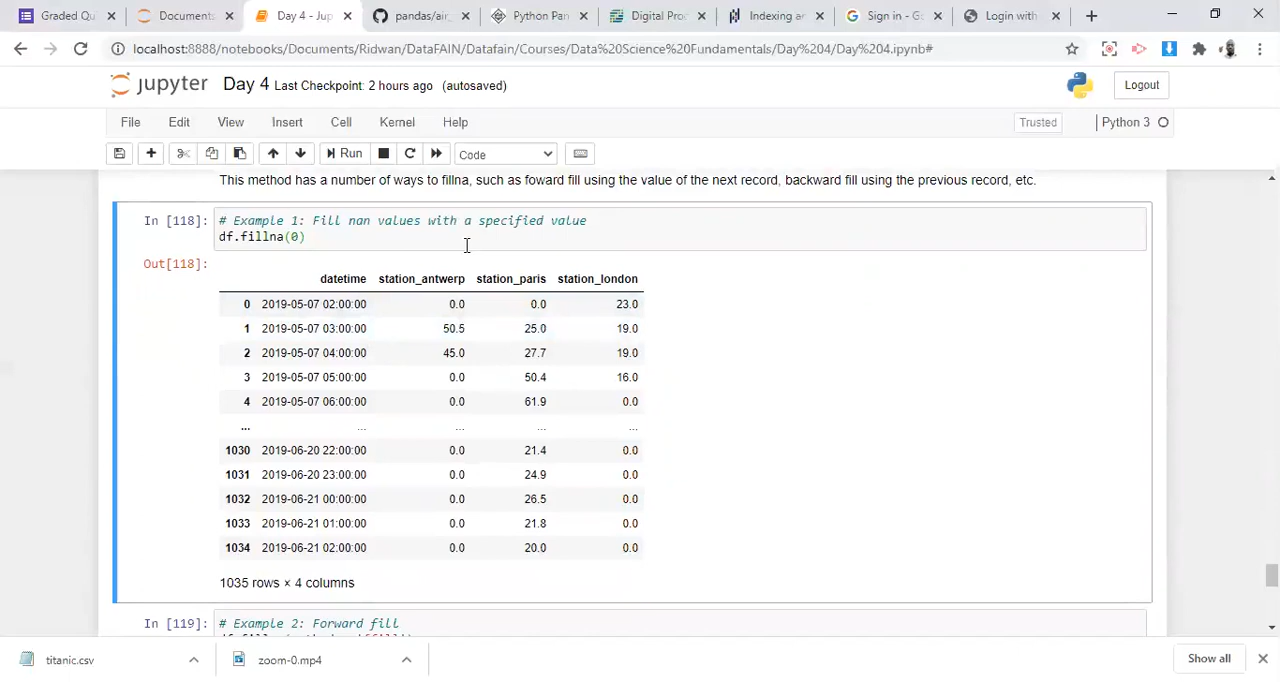 Graded Qu
Documents
Day 4 - Jup
pandas/air_
Python Pan
Digital Proc
Indexing an
Sign in - Go
Login with
localhost:8888/notebooks/Documents/Ridwan/DataFAIN/Datafain/Courses/Data%20Science%20Fundamentals/Day%204/Day%204.ipynb#
jupyter Day 4 Last Checkpoint: 2 hours ago (autosaved)
Logout
File Edit View Insert Cell Kernel Help
Trusted
Python 3
Run
Code
This method has a number of ways to fillna, such as foward fill using the value of the next record, backward fill using the previous record, etc.
In [118]: # Example 1: Fill nan values with a specified value
df.fillna(0)
Out[118]:
datetime station_antwerp station_paris station_london
0 2019-05-07 02:00:00 0.0 0.0 23.0
1 2019-05-07 03:00:00 50.5 25.0 19.0
2 2019-05-07 04:00:00 45.0 27.7 19.0
3 2019-05-07 05:00:00 0.0 50.4 16.0
4 2019-05-07 06:00:00 0.0 61.9 0.0
... ... ... ... ...
1030 2019-06-20 22:00:00 0.0 21.4 0.0
1031 2019-06-20 23:00:00 0.0 24.9 0.0
1032 2019-06-21 00:00:00 0.0 26.5 0.0
1033 2019-06-21 01:00:00 0.0 21.8 0.0
1034 2019-06-21 02:00:00 0.0 20.0 0.0
1035 rows × 4 columns
In [119]: # Example 2: Forward fill
titanic.csv
zoom-0.mp4
Show all